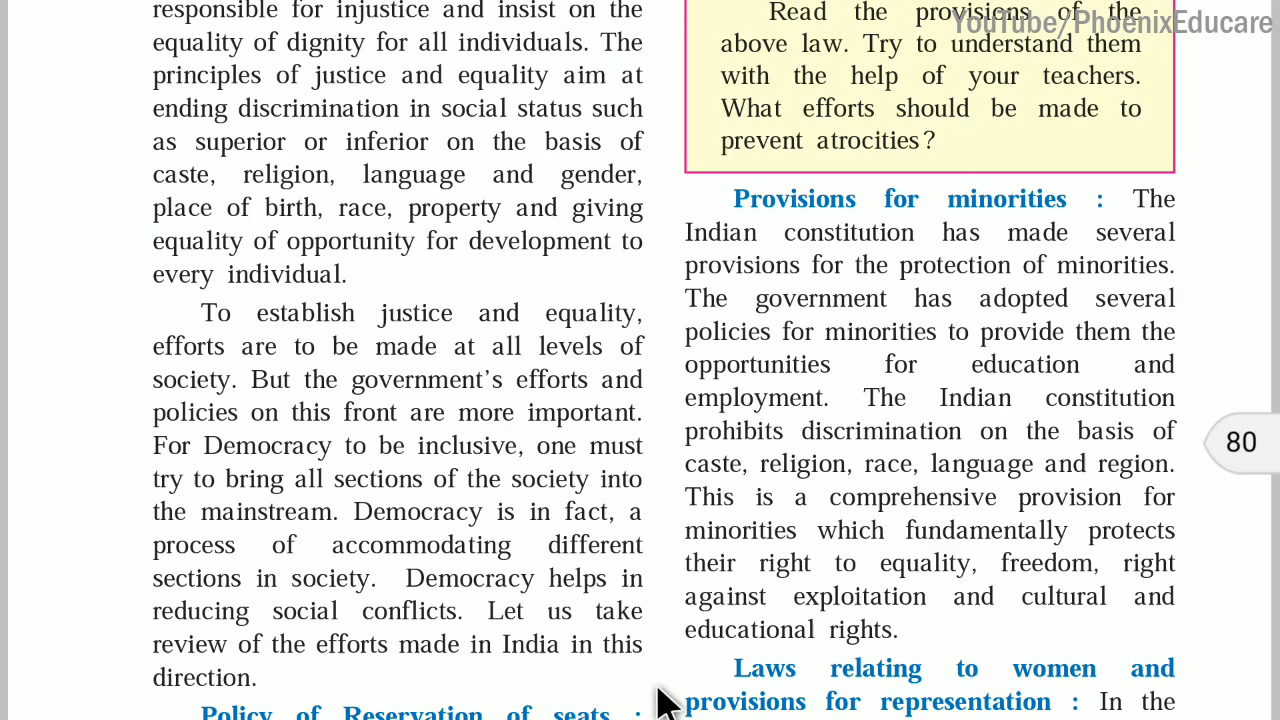 responsible for injustice and insist on the
equality of dignity for all individuals. The
principles of justice and equality aim at
ending discrimination in social status such
as superior or inferior on the basis of
caste, religion, language and gender,
place of birth, race, property and giving
equality of opportunity for development to
every individual.
To establish justice and equality,
efforts are to be made at all levels of
society. But the government's efforts and
policies on this front are more important.
For Democracy to be inclusive, one must
try to bring all sections of the society into
the mainstream. Democracy is in fact, a
process of accommodating different
sections in society. Democracy helps in
reducing social conflicts. Let us take
review of the efforts made in India in this
direction.
Policy of Reservation of seats :
Read the provisions of the
above law. Try to understand them
with the help of your teachers.
What efforts should be made to
prevent atrocities ?
Provisions for minorities : The
Indian constitution has made several
provisions for the protection of minorities.
The government has adopted several
policies for minorities to provide them the
opportunities for education and
employment. The Indian constitution
prohibits discrimination on the basis of
caste, religion, race, language and region.
This is a comprehensive provision for
minorities which fundamentally protects
their right to equality, freedom, right
against exploitation and cultural and
educational rights.
Laws relating to women and
provisions for representation : In the
YouTube/PhoenixEducare
80